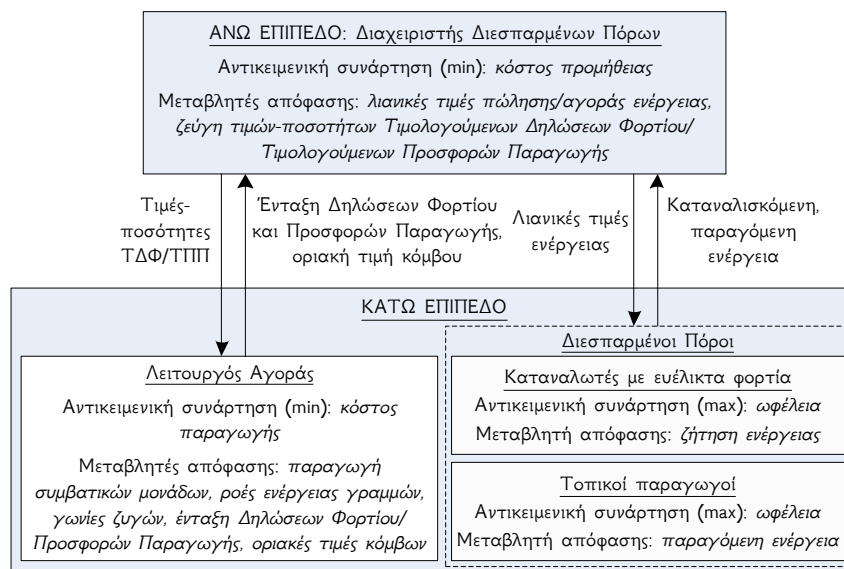 ΑΝΩ ΕΠΙΠΕΔΟ: Διαχειριστής Διεσπαρμένων Πόρων
Αντικειμενική συνάρτηση (min): κόστος προμήθειας
Μεταβλητές απόφασης: λιανικές τιμές πώλησης/αγοράς ενέργειας,
ζεύγη τιμών-ποσοτήτων Τιμολογούμενων Δηλώσεων Φορτίου/
Τιμολογούμενων Προσφορών Παραγωγής
Τιμές-
ποσότητες
ΤΔΦ/ΤΠΠ
Ένταξη Δηλώσεων Φορτίου
και Προσφορών Παραγωγής,
οριακή τιμή κόμβου
Λιανικές τιμές
ενέργειας
Καταναλισκόμενη,
παραγόμενη
ενέργεια
ΚΑΤΩ ΕΠΙΠΕΔΟ
Λειτουργός Αγοράς
Αντικειμενική συνάρτηση (min): κόστος
παραγωγής
Μεταβλητές απόφασης: παραγωγή
συμβατικών μονάδων, ροές ενέργειας γραμμών,
γωνίες ζυγών, ένταξη Δηλώσεων Φορτίου/
Προσφορών Παραγωγής, οριακές τιμές κόμβων
Διεσπαρμένοι Πόροι
Καταναλωτές με ευέλικτα φορτία
Αντικειμενική συνάρτηση (max): ωφέλεια
Μεταβλητή απόφασης: ζήτηση ενέργειας
Τοπικοί παραγωγοί
Αντικειμενική συνάρτηση (max): ωφέλεια
Μεταβλητή απόφασης: παραγόμενη ενέργεια